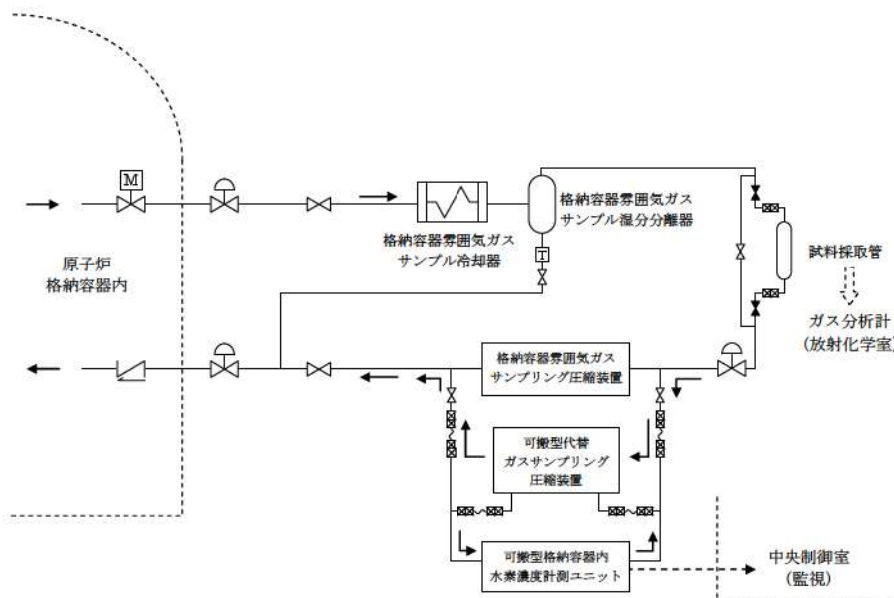 M
格納容器雰囲気ガス
サンプル湿分分離器
格納容器雰囲気ガス
サンプル冷却器
T
原子炉
格納容器内
試料採取管
ガス分析計
(放射化学室)
格納容器雰囲気ガス
サンプリング圧縮装置
可搬型代替
ガスサンプリング
圧縮装置
可搬型格納容器内
水素濃度計測ユニット
中央制御室
(監視)